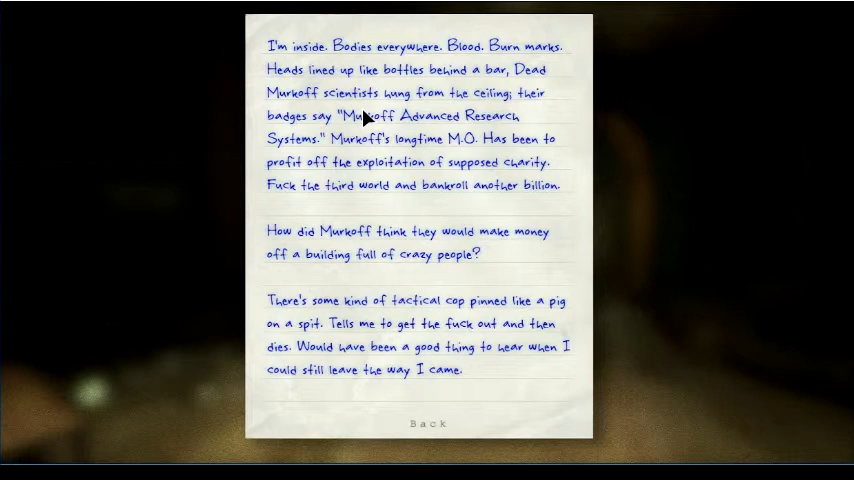 I'm inside. Bodies everywhere. Blood. Burn marks.
Heads lined up like bottles behind a bar, Dead
Murkoff scientists hung from the ceiling; their
badges say "Murkoff Advanced Research
Systems." Murkoff's longtime M.O. Has been to
profit off the exploitation of supposed charity.
Fuck the third world and bankroll another billion.
How did Murkoff think they would make money
off a building full of crazy people?
There's some kind of tactical cop pinned like a pig
on a spit. Tells me to get the fuck out and then
dies. Would have been a good thing to hear when I
could still leave the way I came.
Back